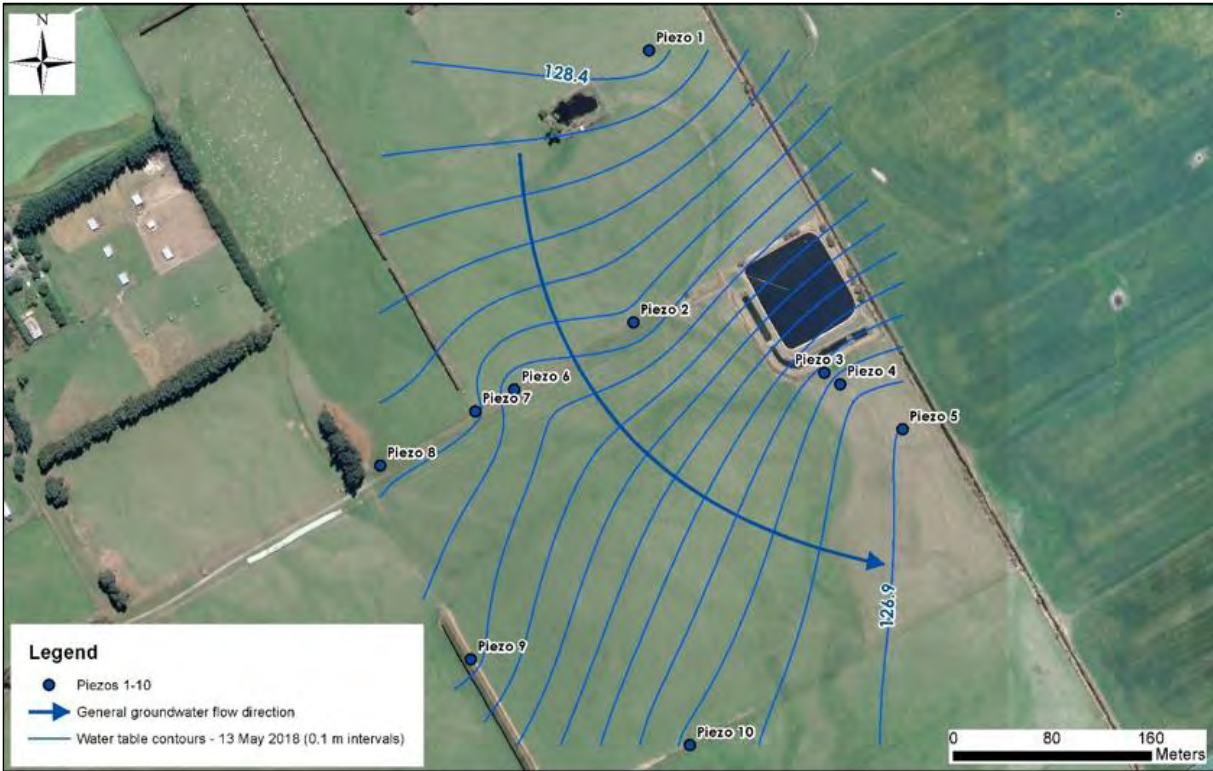 N
Piezo 1
128.4
Piezo 2
Piezo 3
Piezo 4
Piezo 6
Piezo 7
Piezo 5
Piezo 8
126.9
Piezo 9
Piezo 10
Legend
Piezos 1-10
General groundwater flow direction
Water table contours - 13 May 2018 (0.1 m intervals)
0 80 160
Meters